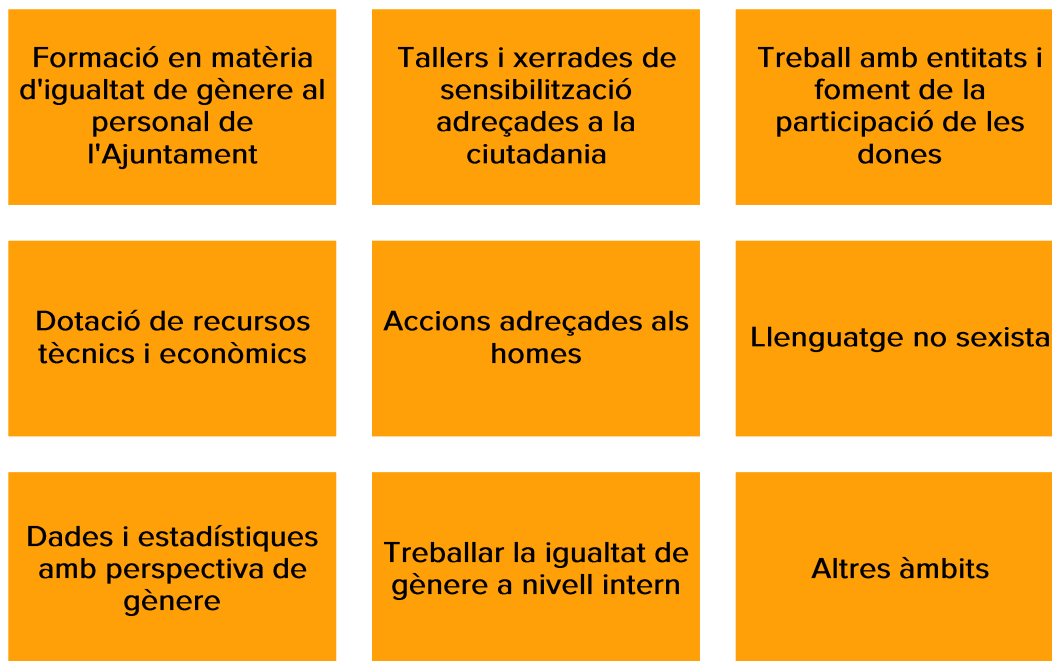 Formació en matèria
d'igualtat de gènere al
personal de
l'Ajuntament
Tallers i xerrades de
sensibilització
adreçades a la
ciutadania
Treball amb entitats i
foment de la
participació de les
dones
Dotació de recursos
tècnics i econòmics
Accions adreçades als
homes
Llenguatge no sexista
Dades i estadístiques
amb perspectiva de
gènere
Treballar la igualtat de
gènere a nivell intern
Altres àmbits